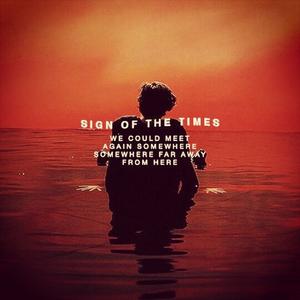 SIGN OF THE TIMES
WE COULD MEET
AGAIN SOMEWHERE
SOMEWHERE FAR AWAY
FROM HERE